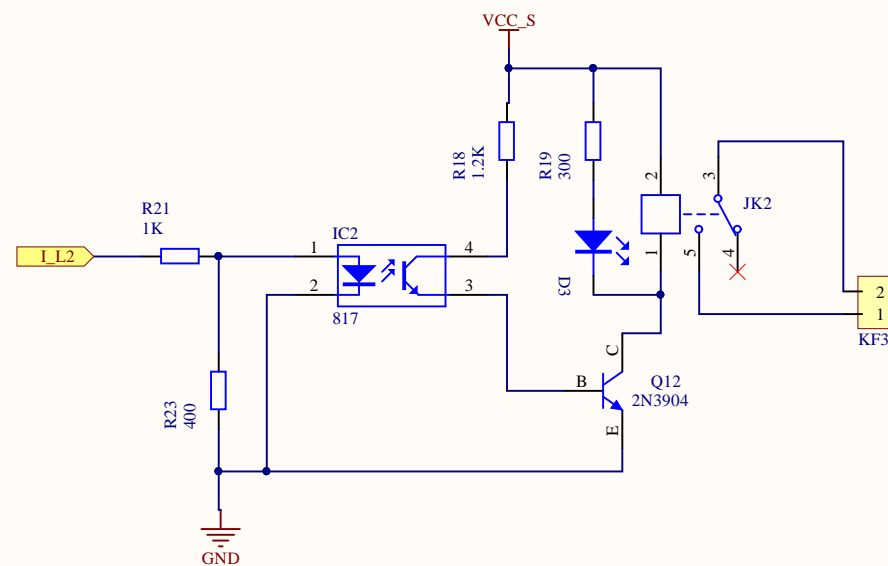 VCC_S
R18
1.2K
R19
300
2
1
3
JK2
5
4
R21
1K
I_L2
IC2
1
4
2
3
817
D3
2
1
KF3
R23
400
C
B
E
Q12
2N3904
GND